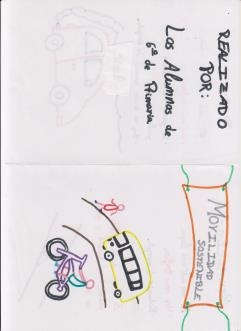 REALIZADO
POR:
Los Alumnos de
6º de Primaria
MOVILIDAD
SOSTENIBLE